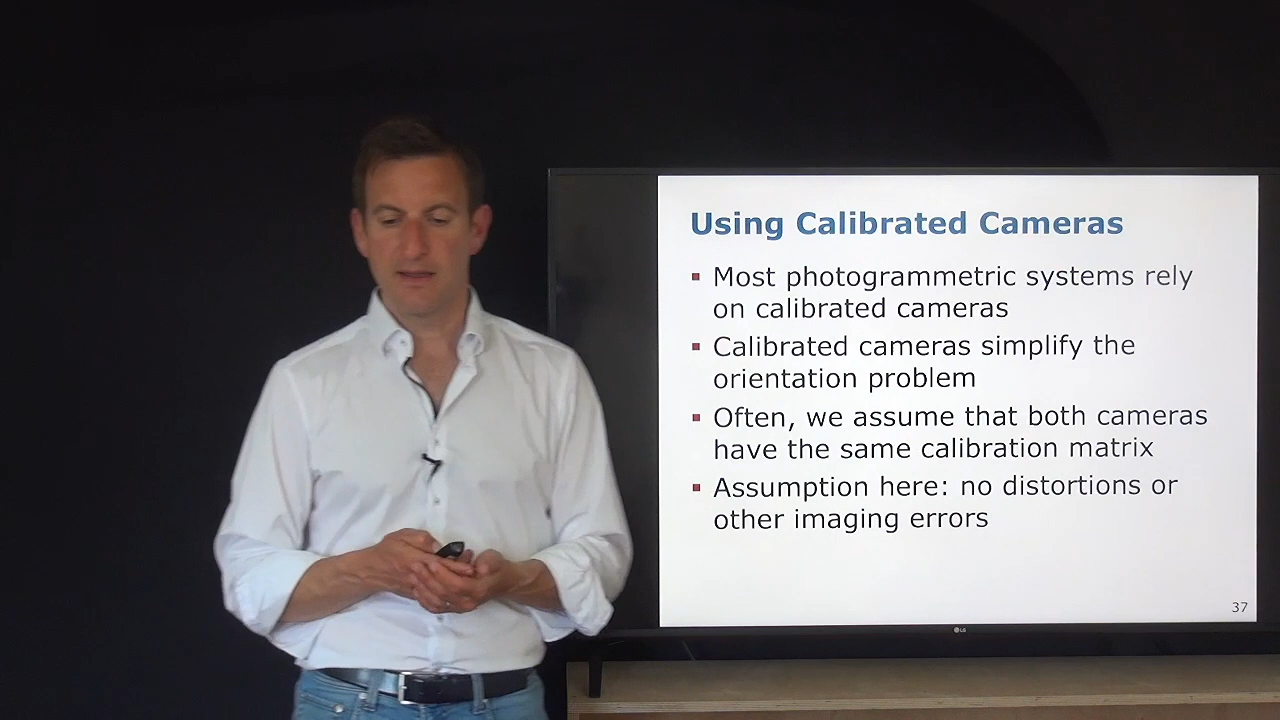 Using Calibrated Cameras
▪ Most photogrammetric systems rely
on calibrated cameras
▪ Calibrated cameras simplify the
orientation problem
▪ Often, we assume that both cameras
have the same calibration matrix
▪ Assumption here: no distortions or
other imaging errors
37
LG